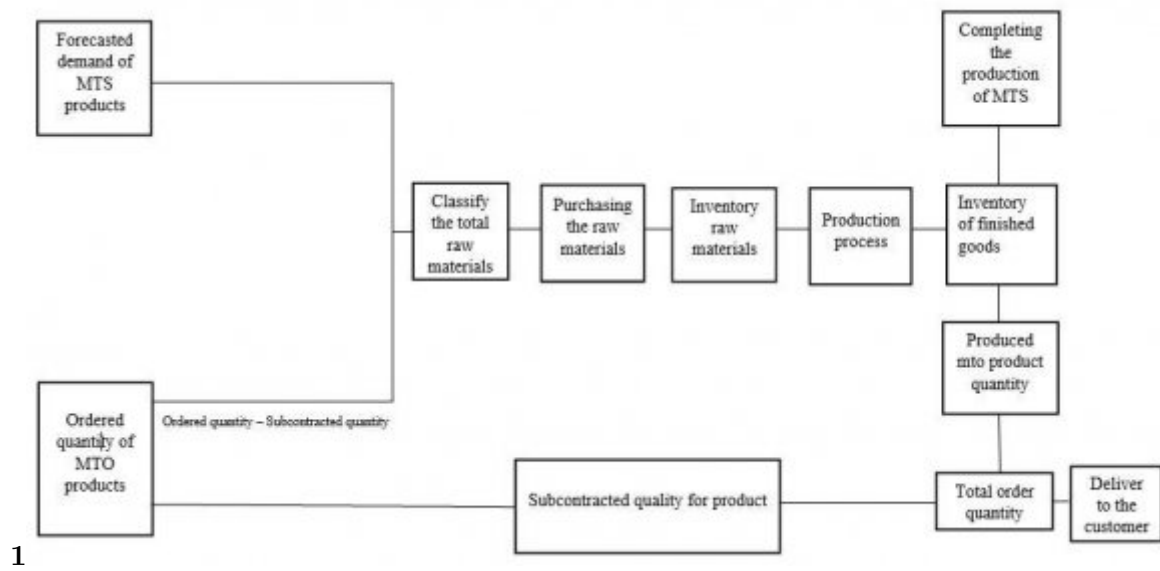 Forecasted
demand of
MTS
products
Completing
the
production
of MTS
Classify
the total
raw
materials
Purchasing
the raw
materials
Inventory
raw
materials
Production
process
Inventory
of finished
goods
Produced
mto product
quantity
Ordered
quantity of
MTO
products
Ordered quantity – Subcontracted quantity
Subcontracted quality for product
Total order
quantity
Deliver
to the
customer
1